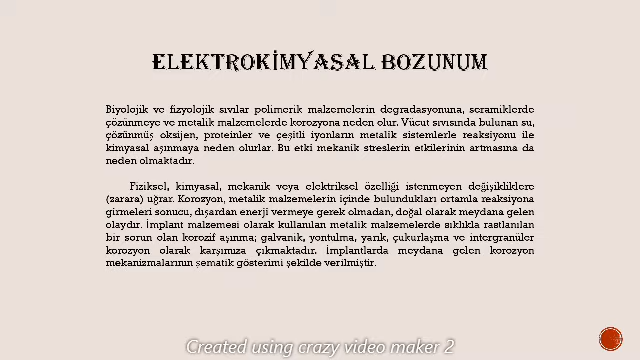 ELEKTROKİMYASAL BOZUNUM
Biyolojik ve fizyolojik sıvılar polimerik malzemelerin degradasyonuna, seramiklerde
çözünmeye ve metalik malzemelerde korozyona neden olur. Vücut sıvısında bulunan su,
çözünmüş oksijen, proteinler ve çeşitli iyonların metalik sistemlerle reaksiyonu ile
kimyasal aşınmaya neden olurlar. Bu etki mekanik streslerin etkilerinin artmasına da
neden olmaktadır.
Fiziksel, kimyasal, mekanik veya elektriksel özelliği istenmeyen değişikliklere
(zarara) uğrar. Korozyon, metalik malzemelerin içinde bulundukları ortamla reaksiyona
girmeleri sonucu, dışardan enerji vermeye gerek olmadan, doğal olarak meydana gelen
olaydır. İmplant malzemesi olarak kullanılan metalik malzemelerde sıklıkla rastlanılan
bir sorun olan korozif aşınma; galvanik, yontulma, yarık, çukurlaşma ve intergranüler
korozyon olarak karşımıza çıkmaktadır. İmplantlarda meydana gelen korozyon
mekanizmalarının şematik gösterimi şekilde verilmiştir.
Created using crazy video maker 2